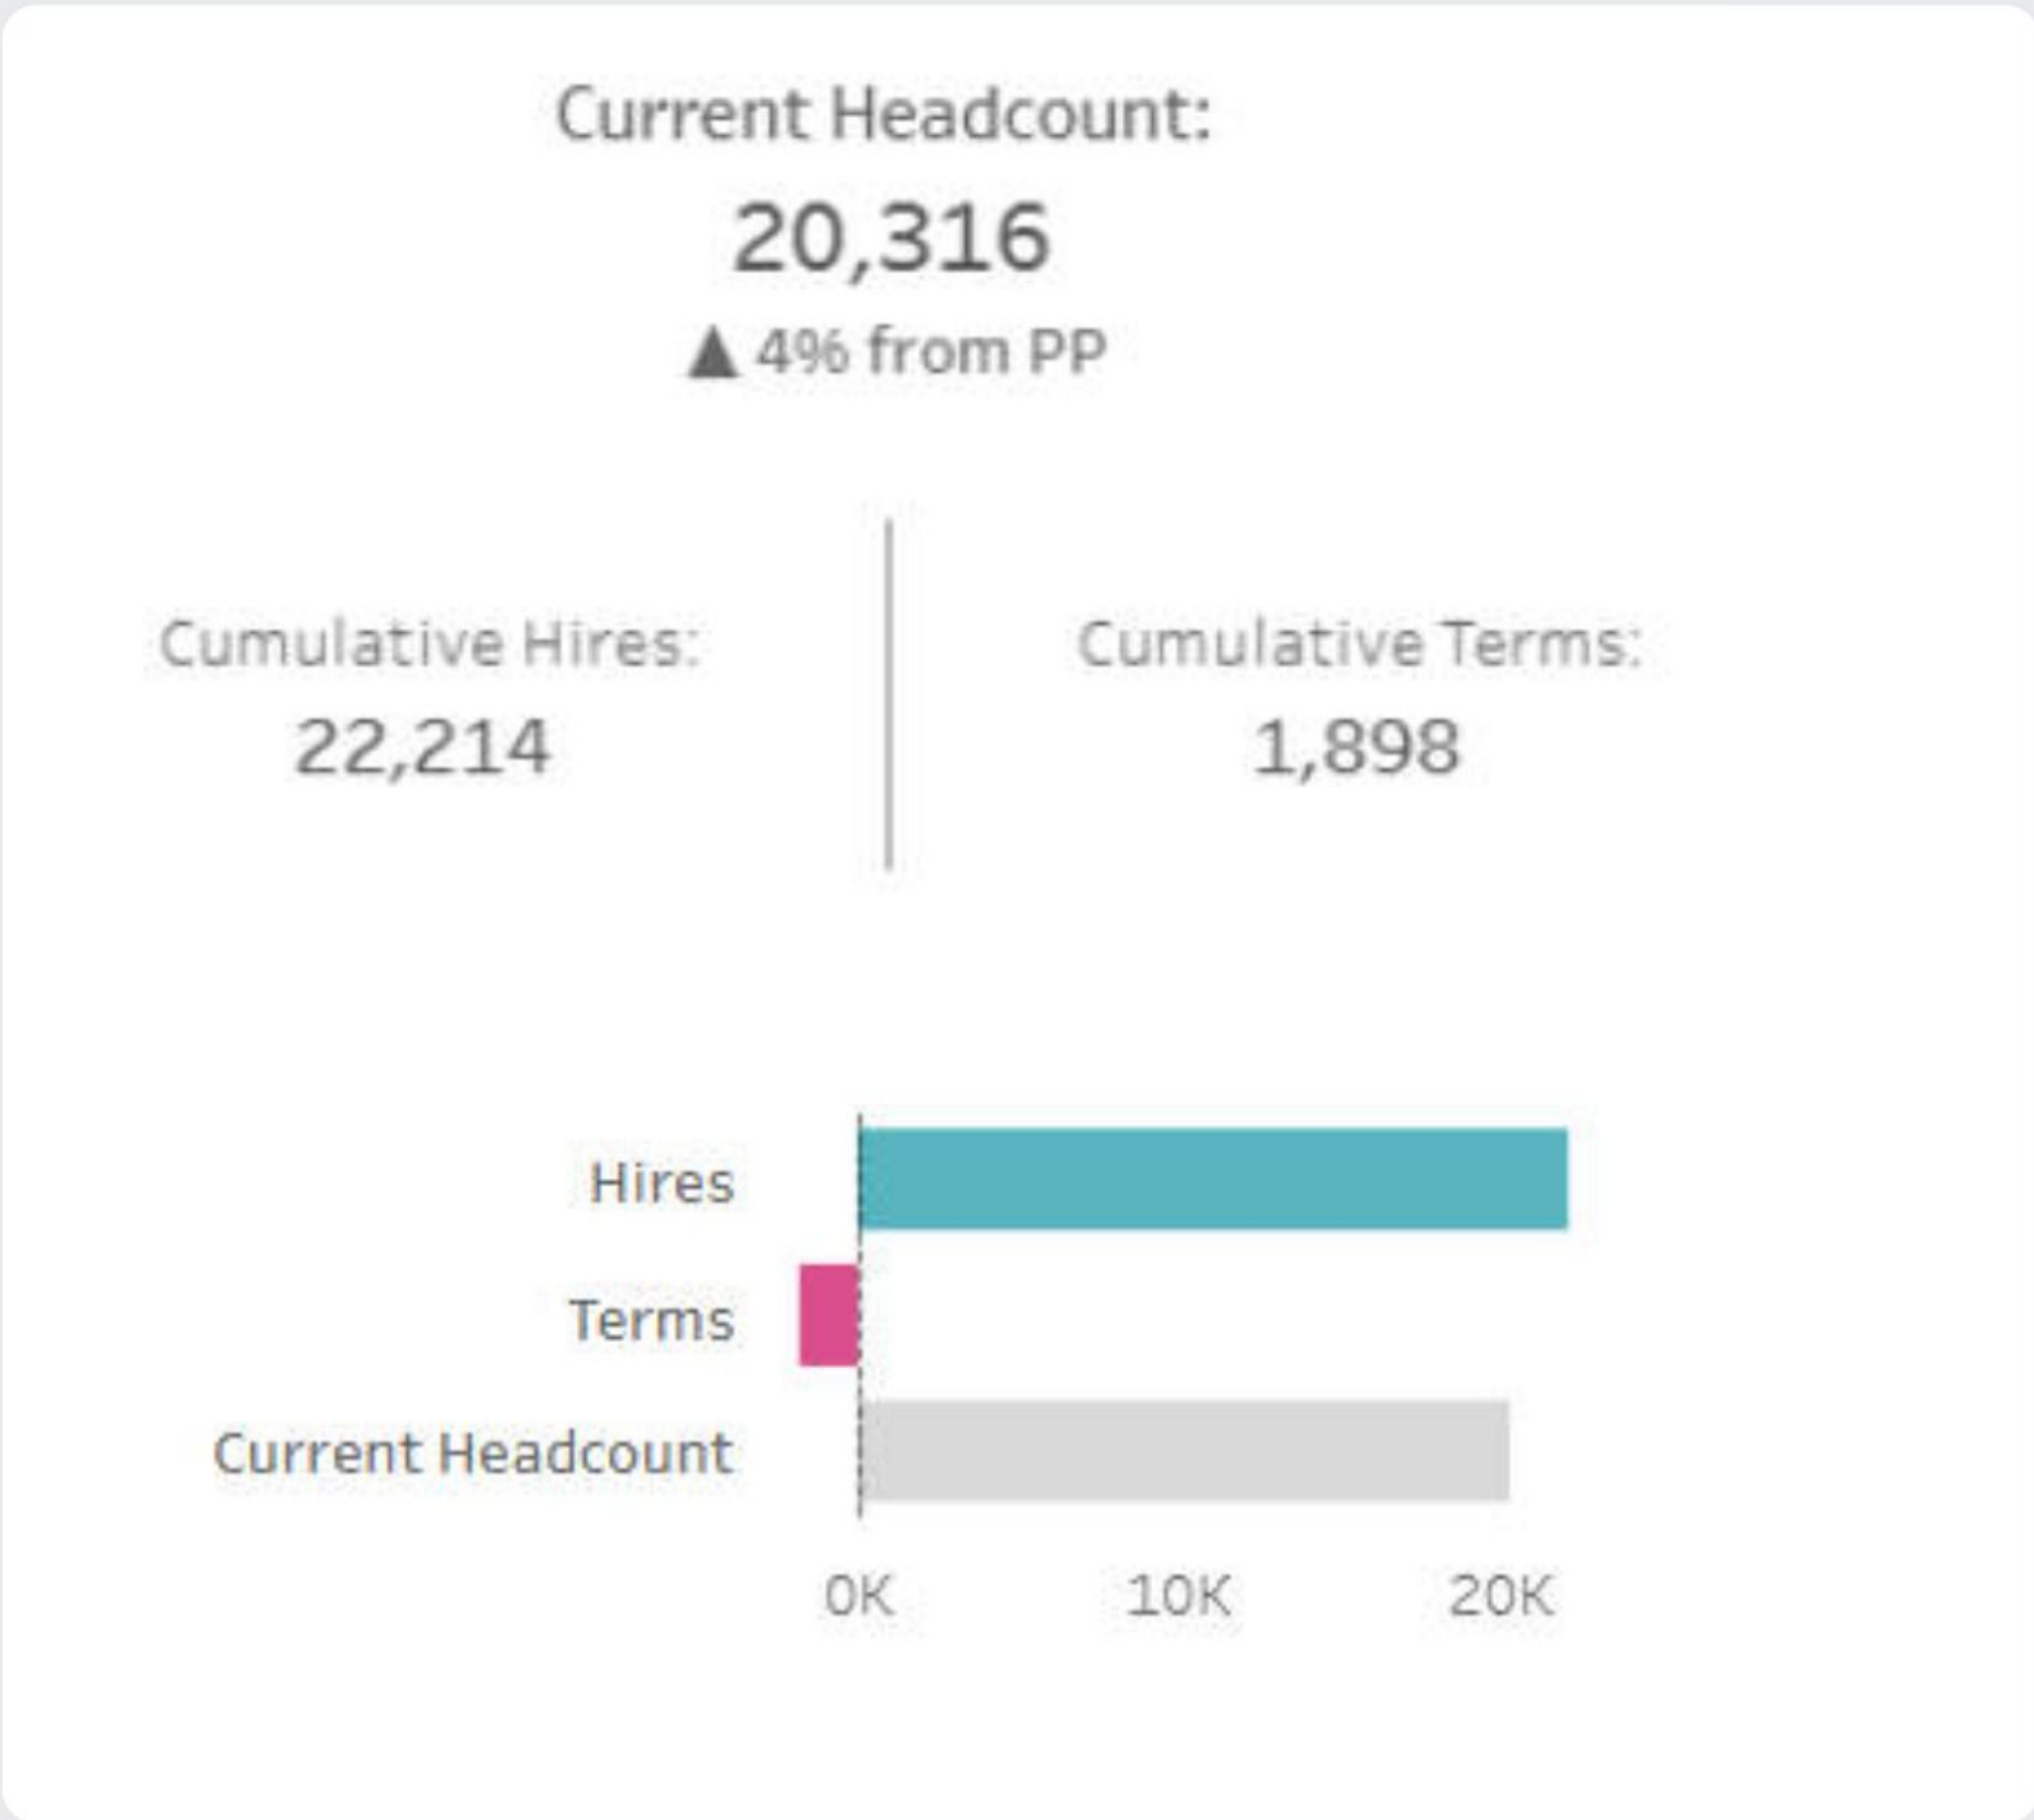 Current Headcount:
20,316
▲ 4% from PP
Cumulative Hires:
22,214
Cumulative Terms:
1,898
Hires
Terms
Current Headcount
0K 10K 20K